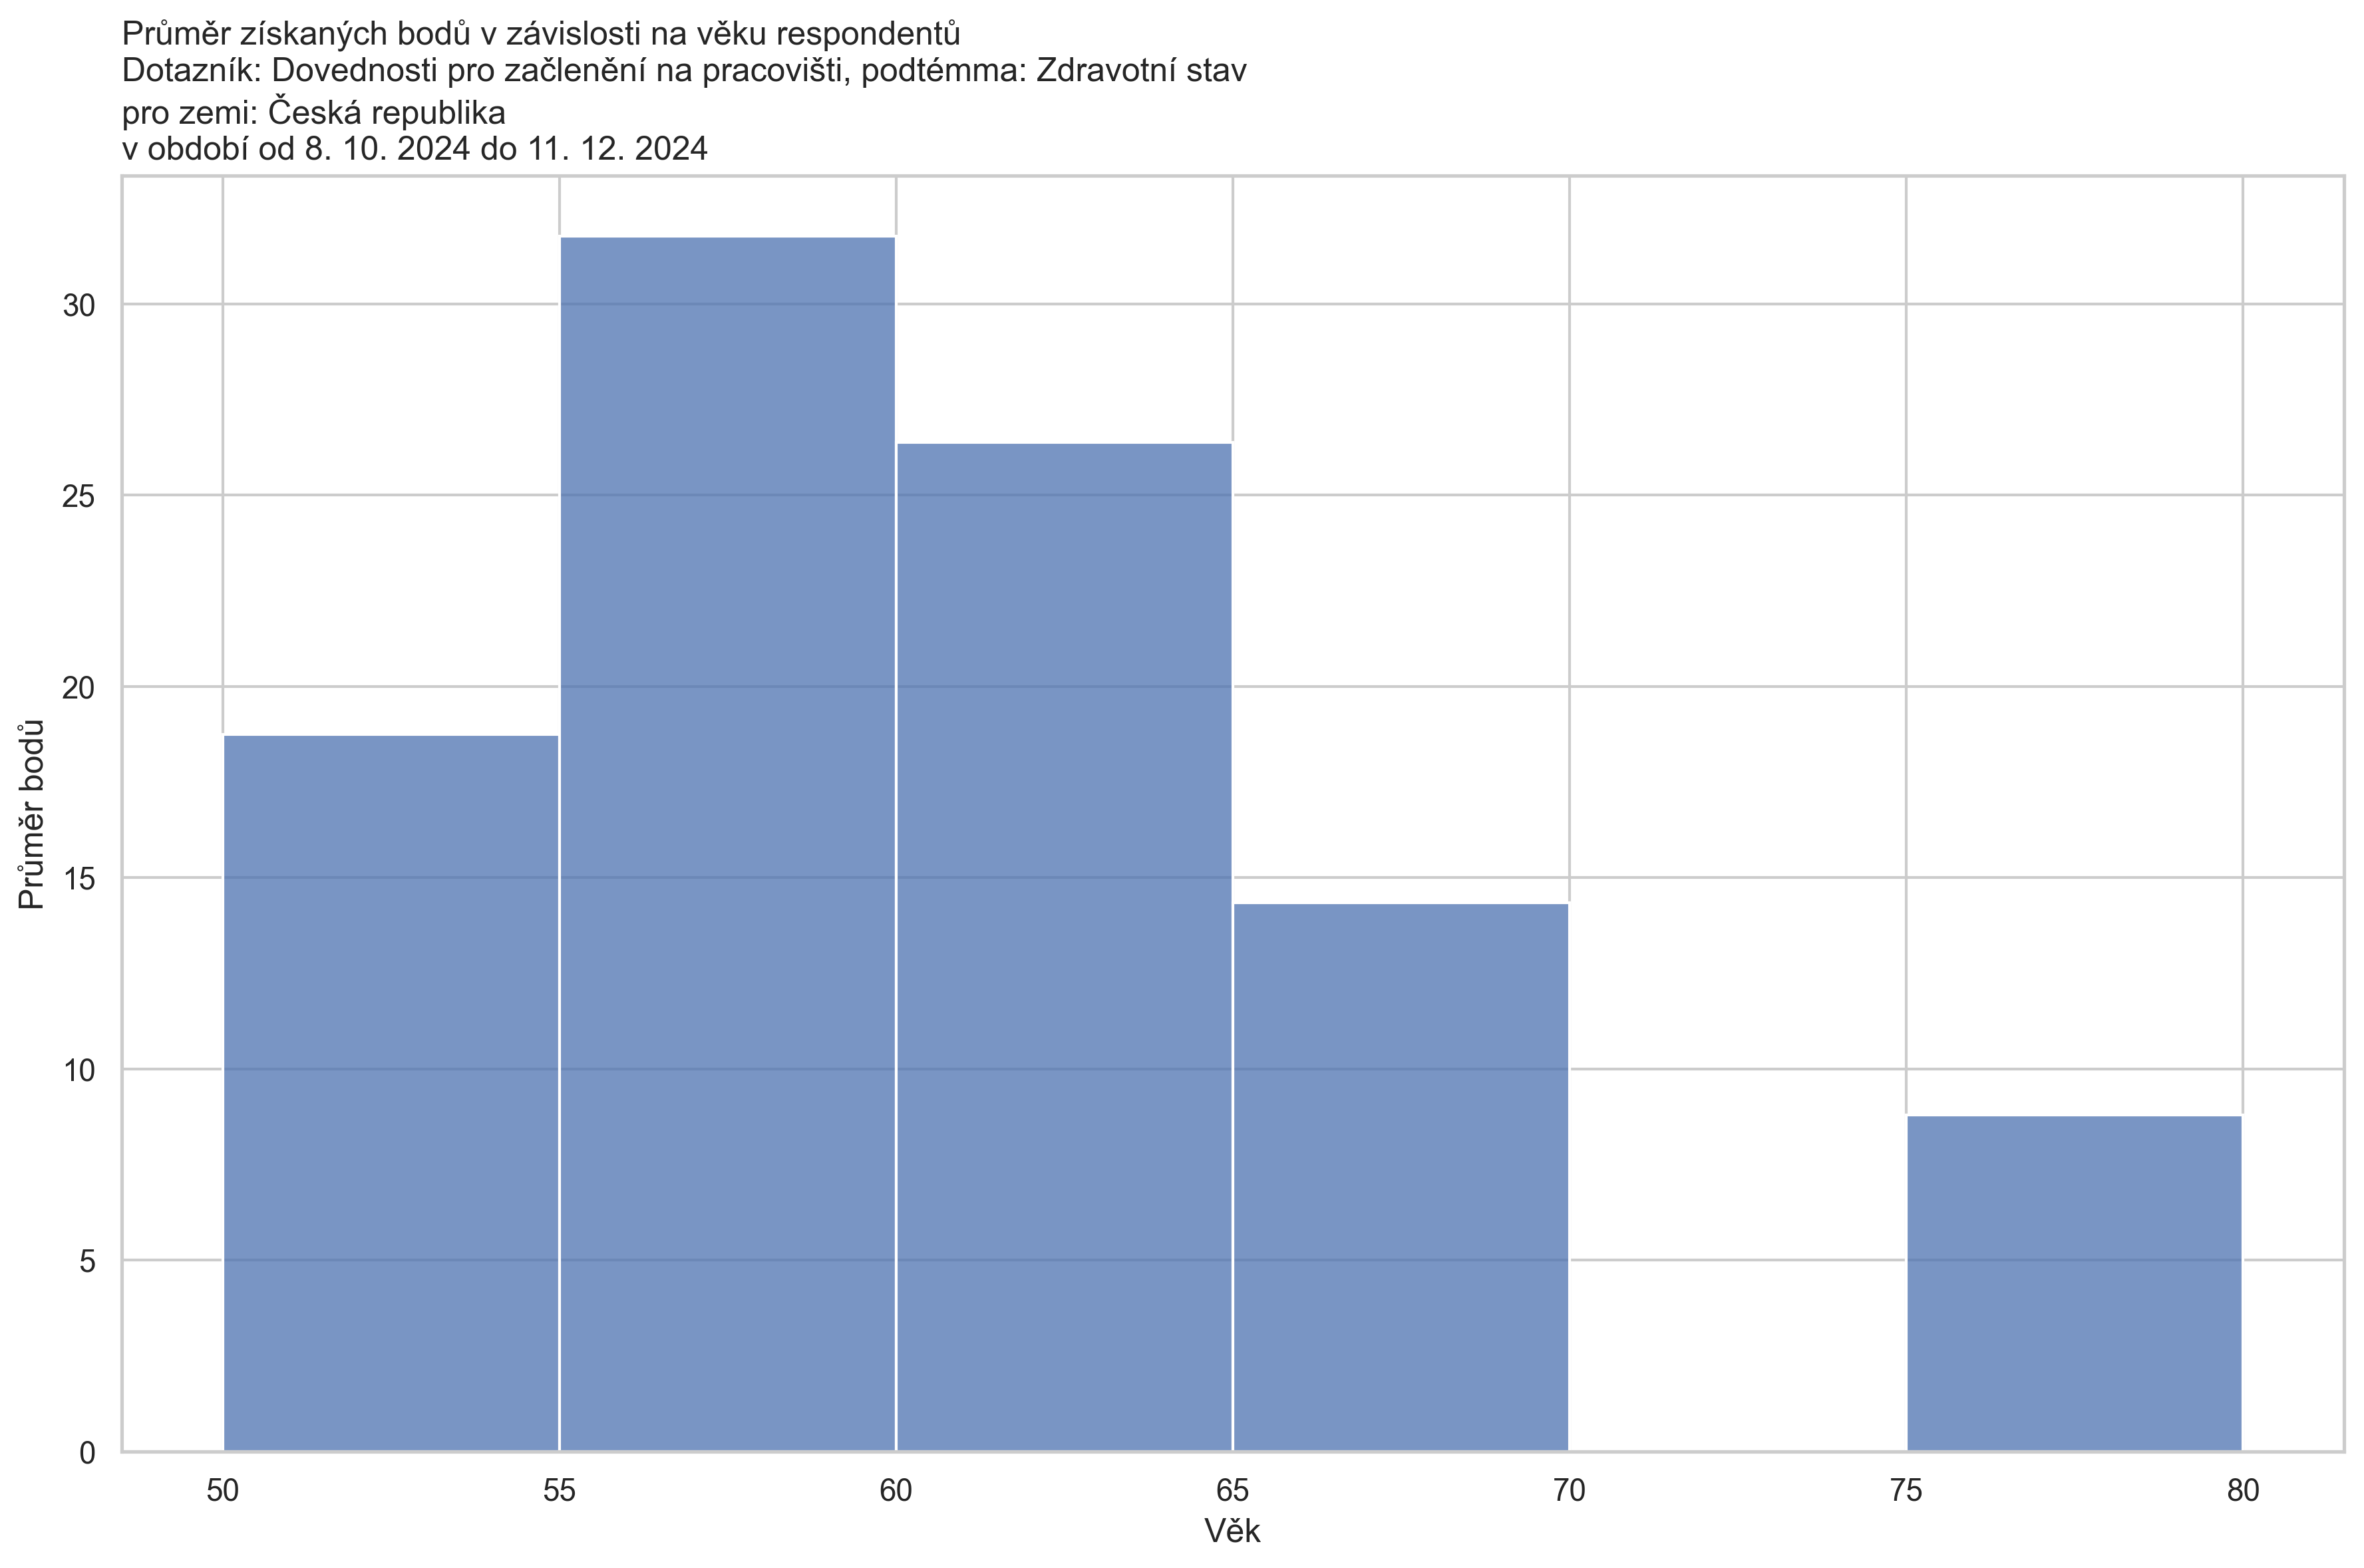 Průměr získaných bodů v závislosti na věku respondentů
Dotazník: Dovednosti pro začlenění na pracovišti, podtémma: Zdravotní stav
pro zemi: Česká republika
v období od 8. 10. 2024 do 11. 12. 2024
30
25
20
15
10
5
0
Průměr bodů
50 55 60 65 70 75 80
Věk